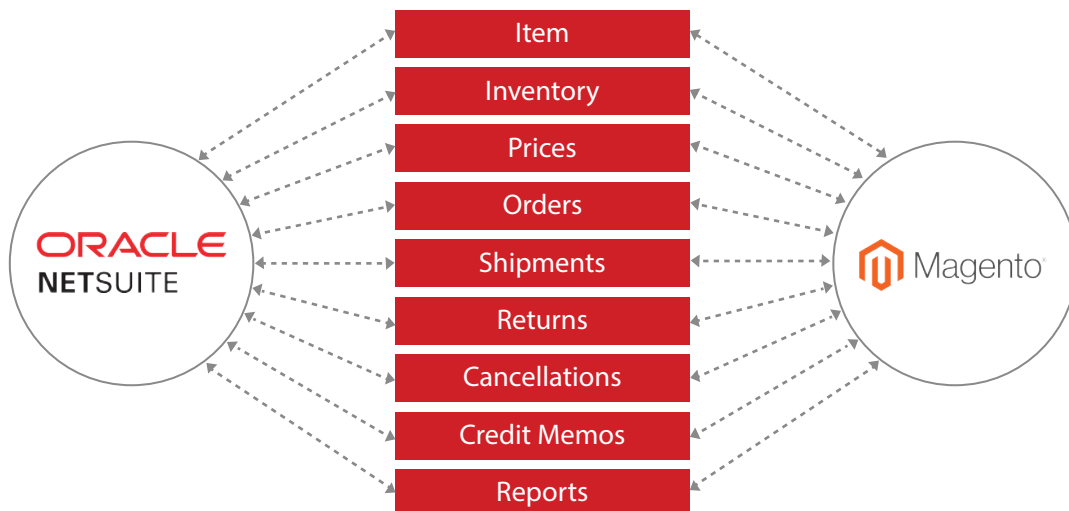 Item
Inventory
Prices
Orders
Shipments
Returns
Cancellations
Credit Memos
Reports
ORACLE
NETSUITE
Magento